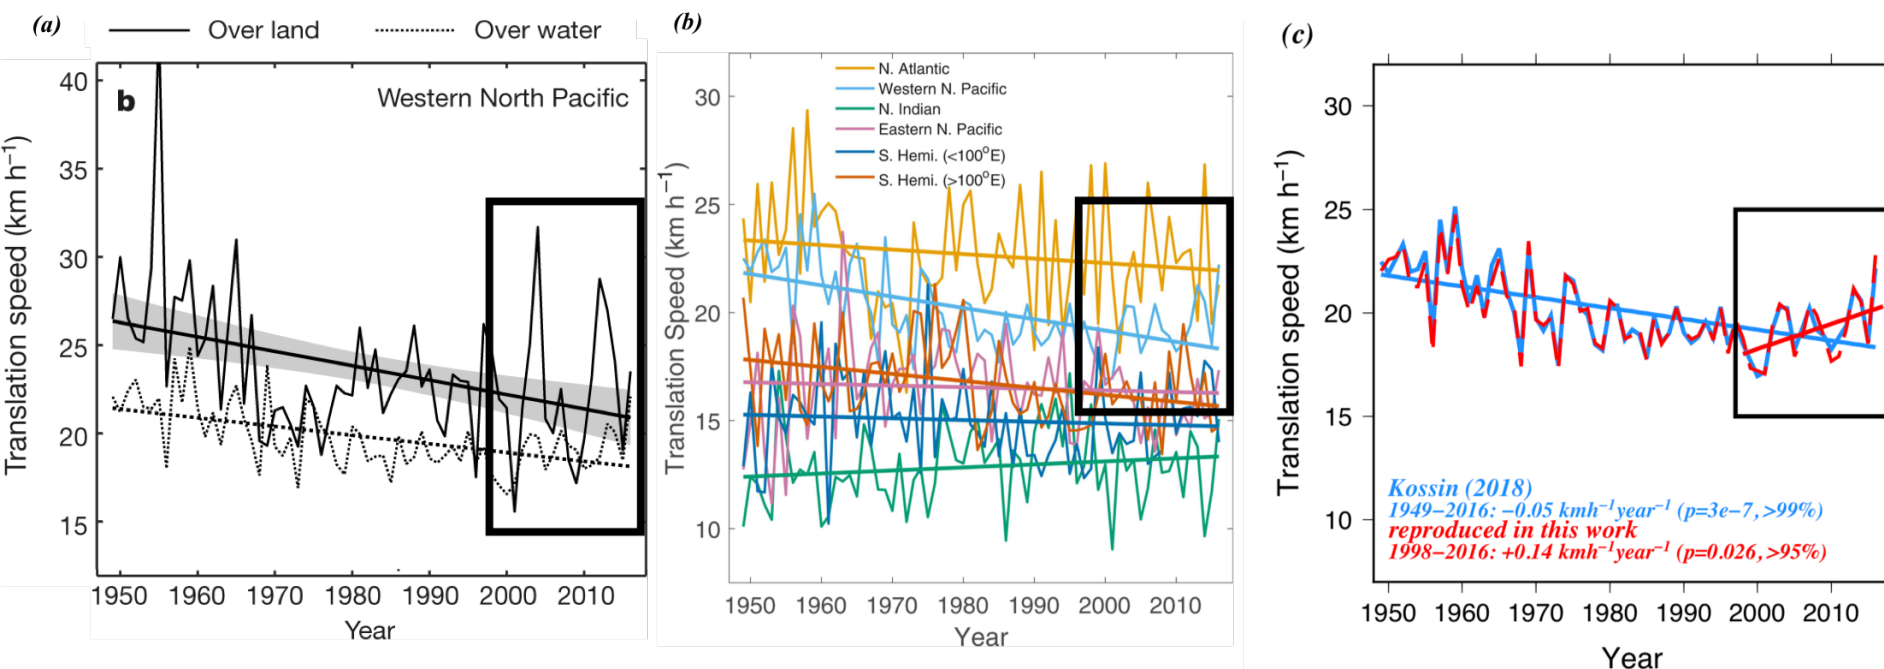 (a)
Over land
Over water
b
Western North Pacific
Translation speed (km h⁻¹)
40
35
30
25
20
15
1950 1960 1970 1980 1990 2000 2010
Year
(b)
N. Atlantic
Western N. Pacific
N. Indian
Eastern N. Pacific
S. Hemi. (<100°E)
S. Hemi. (>100°E)
Translation Speed (km h⁻¹)
30
25
20
15
10
1950 1960 1970 1980 1990 2000 2010
Year
(c)
Translation speed (km h⁻¹)
30
25
20
15
10
Kossin (2018)
1949−2016: −0.05 kmh⁻¹year⁻¹ (p=3e−7,>99%)
reproduced in this work
1998−2016: +0.14 kmh⁻¹year⁻¹ (p=0.026,>95%)
1950 1960 1970 1980 1990 2000 2010
Year